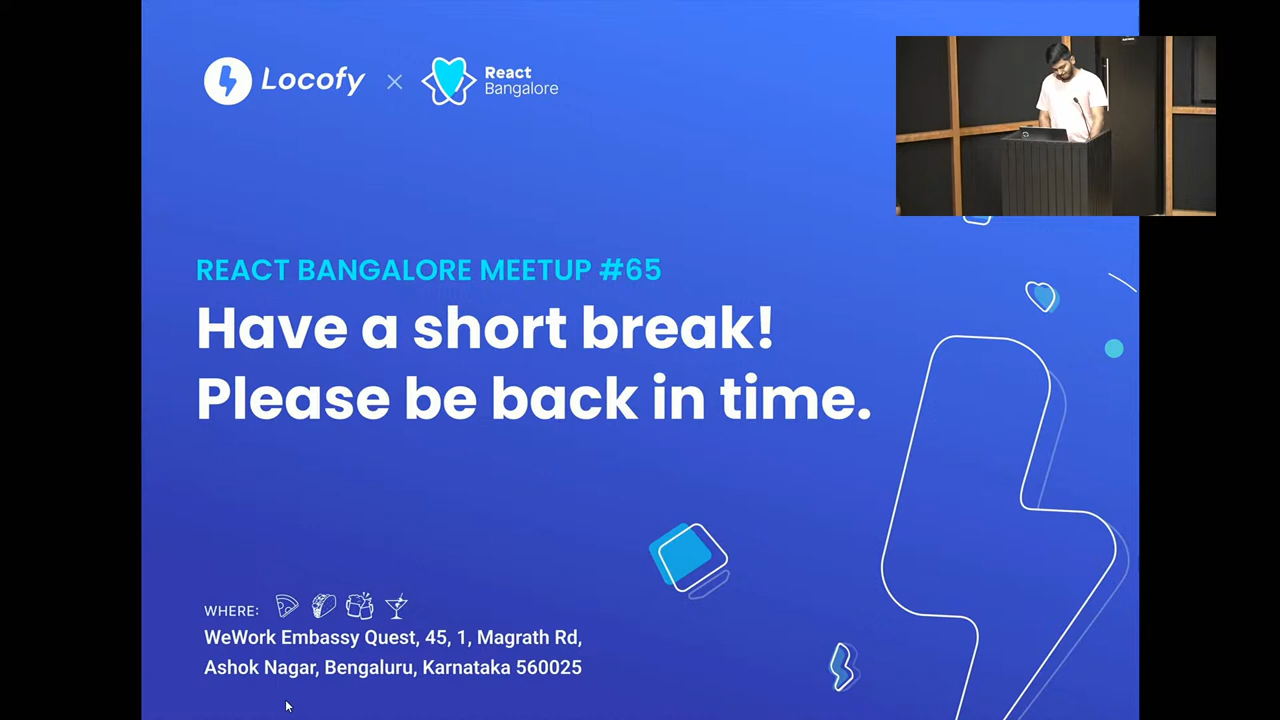 Locofy
React
Bangalore
REACT BANGALORE MEETUP #65
Have a short break!
Please be back in time.
WHERE:
WeWork Embassy Quest, 45, 1, Magrath Rd,
Ashok Nagar, Bengaluru, Karnataka 560025